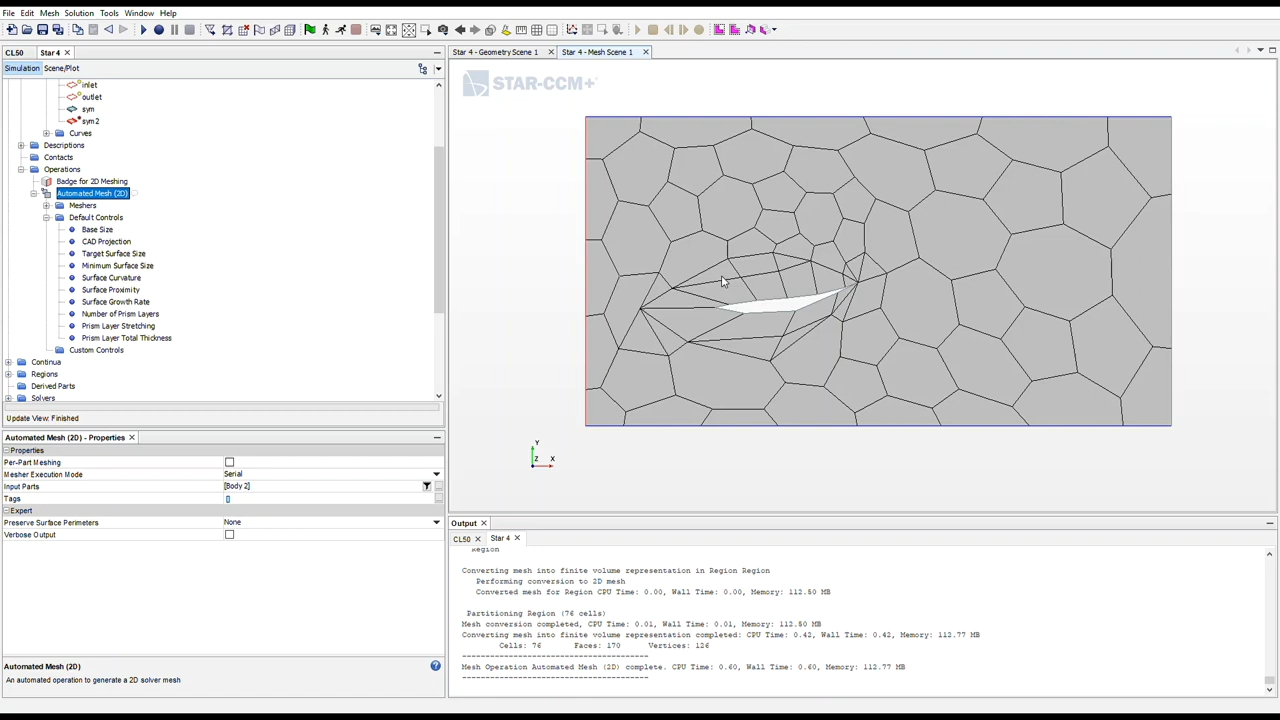 File Edit Mesh Solution Tools Window Help
CL50 Star 4
Star 4 - Geometry Scene 1 Star 4 - Mesh Scene 1
Simulation Scene/Plot
STAR-CCM+
inlet
outlet
sym
sym2
Curves
Descriptions
Contacts
Operations
Badge for 2D Meshing
Automated Mesh (2D)
Meshers
Default Controls
Base Size
CAD Projection
Target Surface Size
Minimum Surface Size
Surface Curvature
Surface Proximity
Surface Growth Rate
Number of Prism Layers
Prism Layer Stretching
Prism Layer Total Thickness
Custom Controls
Continua
Regions
Derived Parts
Solvers
Update View: Finished
Automated Mesh (2D) - Properties
Properties
Per-Part Meshing
Mesher Execution Mode Serial
Input Parts [Body 2]
Tags []
Expert
Preserve Surface Perimeters None
Verbose Output
Automated Mesh (2D)
An automated operation to generate a 2D solver mesh
Y
Z X
Output
CL50 Star 4
Region
Converting mesh into finite volume representation in Region Region
Performing conversion to 2D mesh
Converted mesh for Region CPU Time: 0.00, Wall Time: 0.00, Memory: 112.50 MB
Partitioning Region (76 cells)
Mesh conversion completed, CPU Time: 0.01, Wall Time: 0.01, Memory: 112.50 MB
Converting mesh into finite volume representation completed: CPU Time: 0.42, Wall Time: 0.42, Memory: 112.77 MB
Cells: 76 Faces: 170 Vertices: 126
----------------------------------------
Mesh Operation Automated Mesh (2D) complete. CPU Time: 0.60, Wall Time: 0.60, Memory: 112.77 MB
----------------------------------------